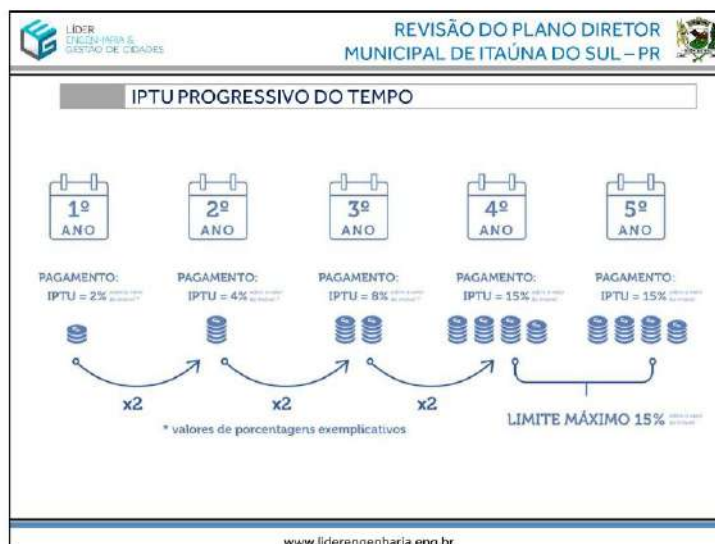 LÍDER
ENGENHARIA &
GESTÃO DE CIDADES
REVISÃO DO PLANO DIRETOR
MUNICIPAL DE ITAÚNA DO SUL – PR
IPTU PROGRESSIVO DO TEMPO
1º
ANO
2º
ANO
3º
ANO
4º
ANO
5º
ANO
PAGAMENTO:
IPTU = 2%
PAGAMENTO:
IPTU = 4%
PAGAMENTO:
IPTU = 8%
PAGAMENTO:
IPTU = 15%
PAGAMENTO:
IPTU = 15%
x2
x2
x2
LIMITE MÁXIMO 15%
* valores de porcentagens exemplicativos
www.liderengenharia.eng.br